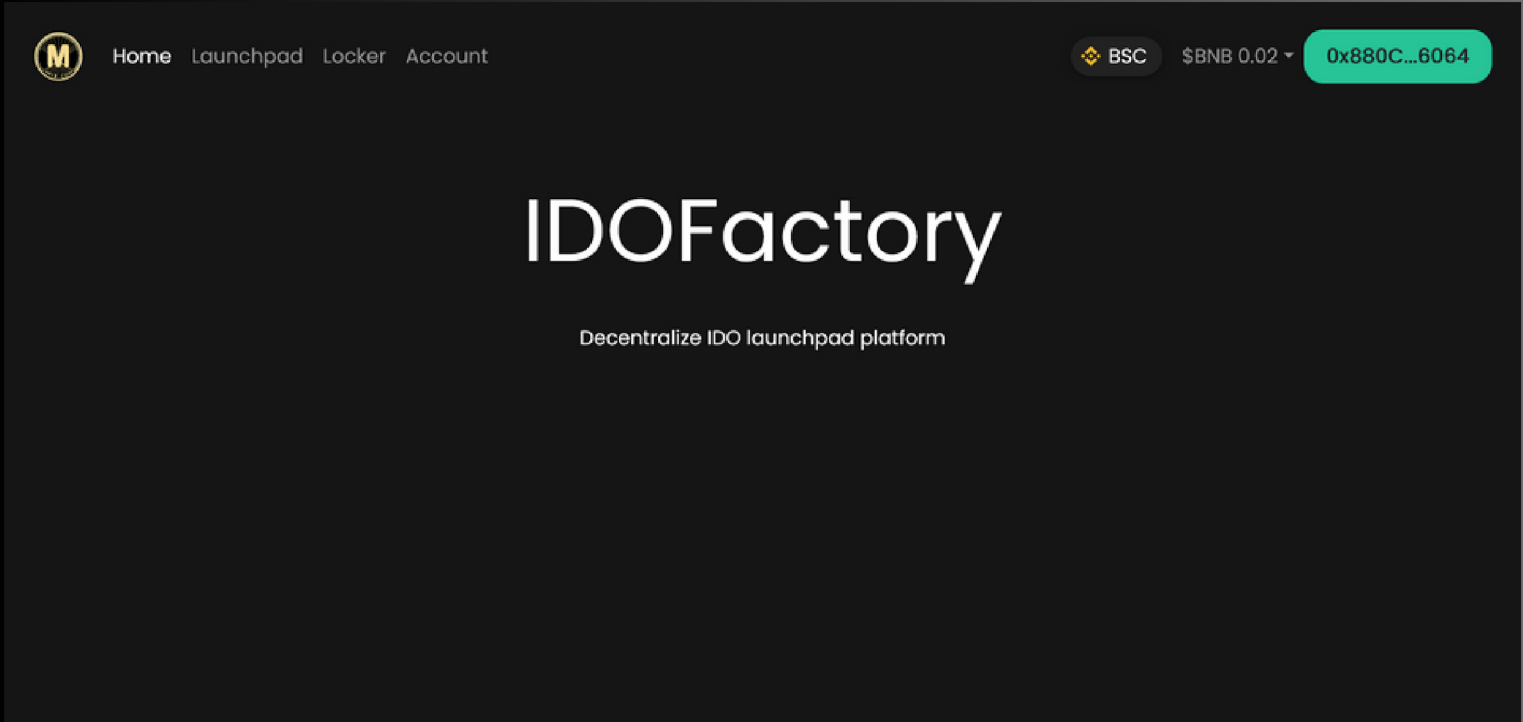 M Home Launchpad Locker Account BSC $BNB 0.02 0x880C...6064
IDOFactory
Decentralize IDO launchpad platform